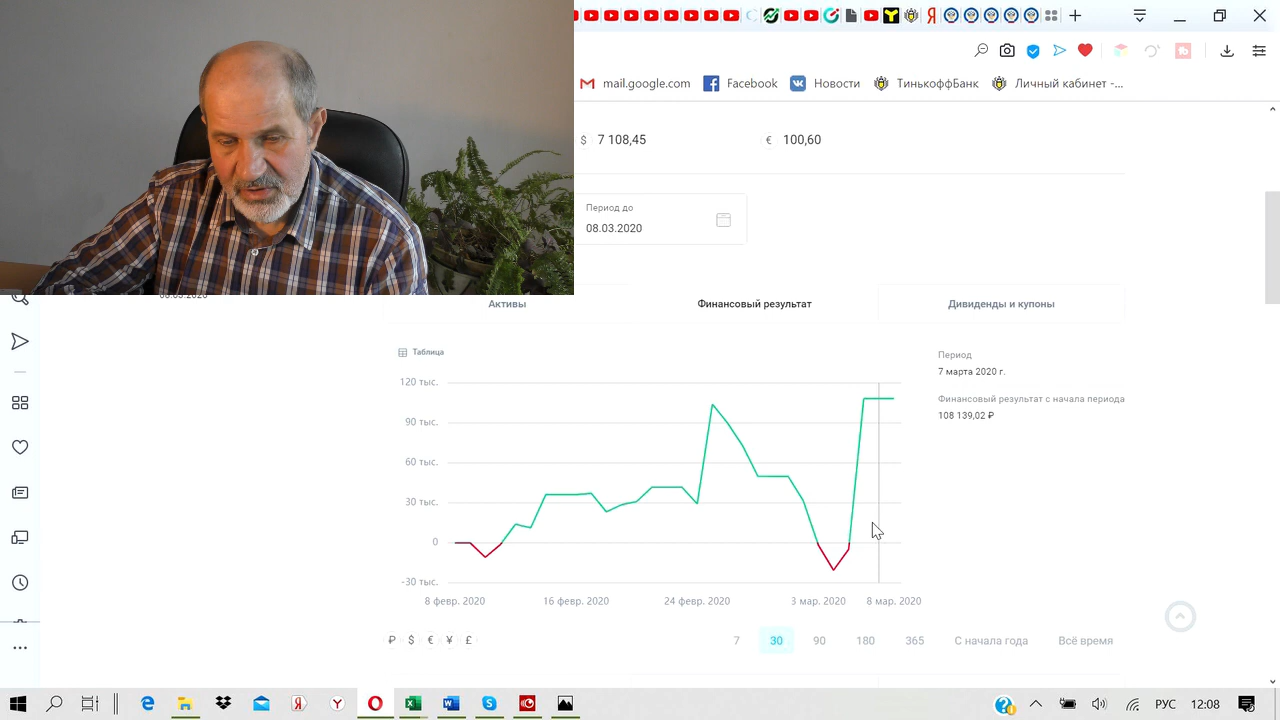 mail.google.com Facebook Новости ТинькоффБанк Личный кабинет -...
$ 7 108,45 € 100,60
Период до
08.03.2020
Активы Финансовый результат Дивиденды и купоны
Таблица
120 тыс.
90 тыс.
60 тыс.
30 тыс.
0
-30 тыс.
8 февр. 2020 16 февр. 2020 24 февр. 2020 3 мар. 2020 8 мар. 2020
Период
7 марта 2020 г.
Финансовый результат с начала периода
108 139,02 ₽
₽ $ € ¥ £
7 30 90 180 365 С начала года Всё время
РУС 12:08